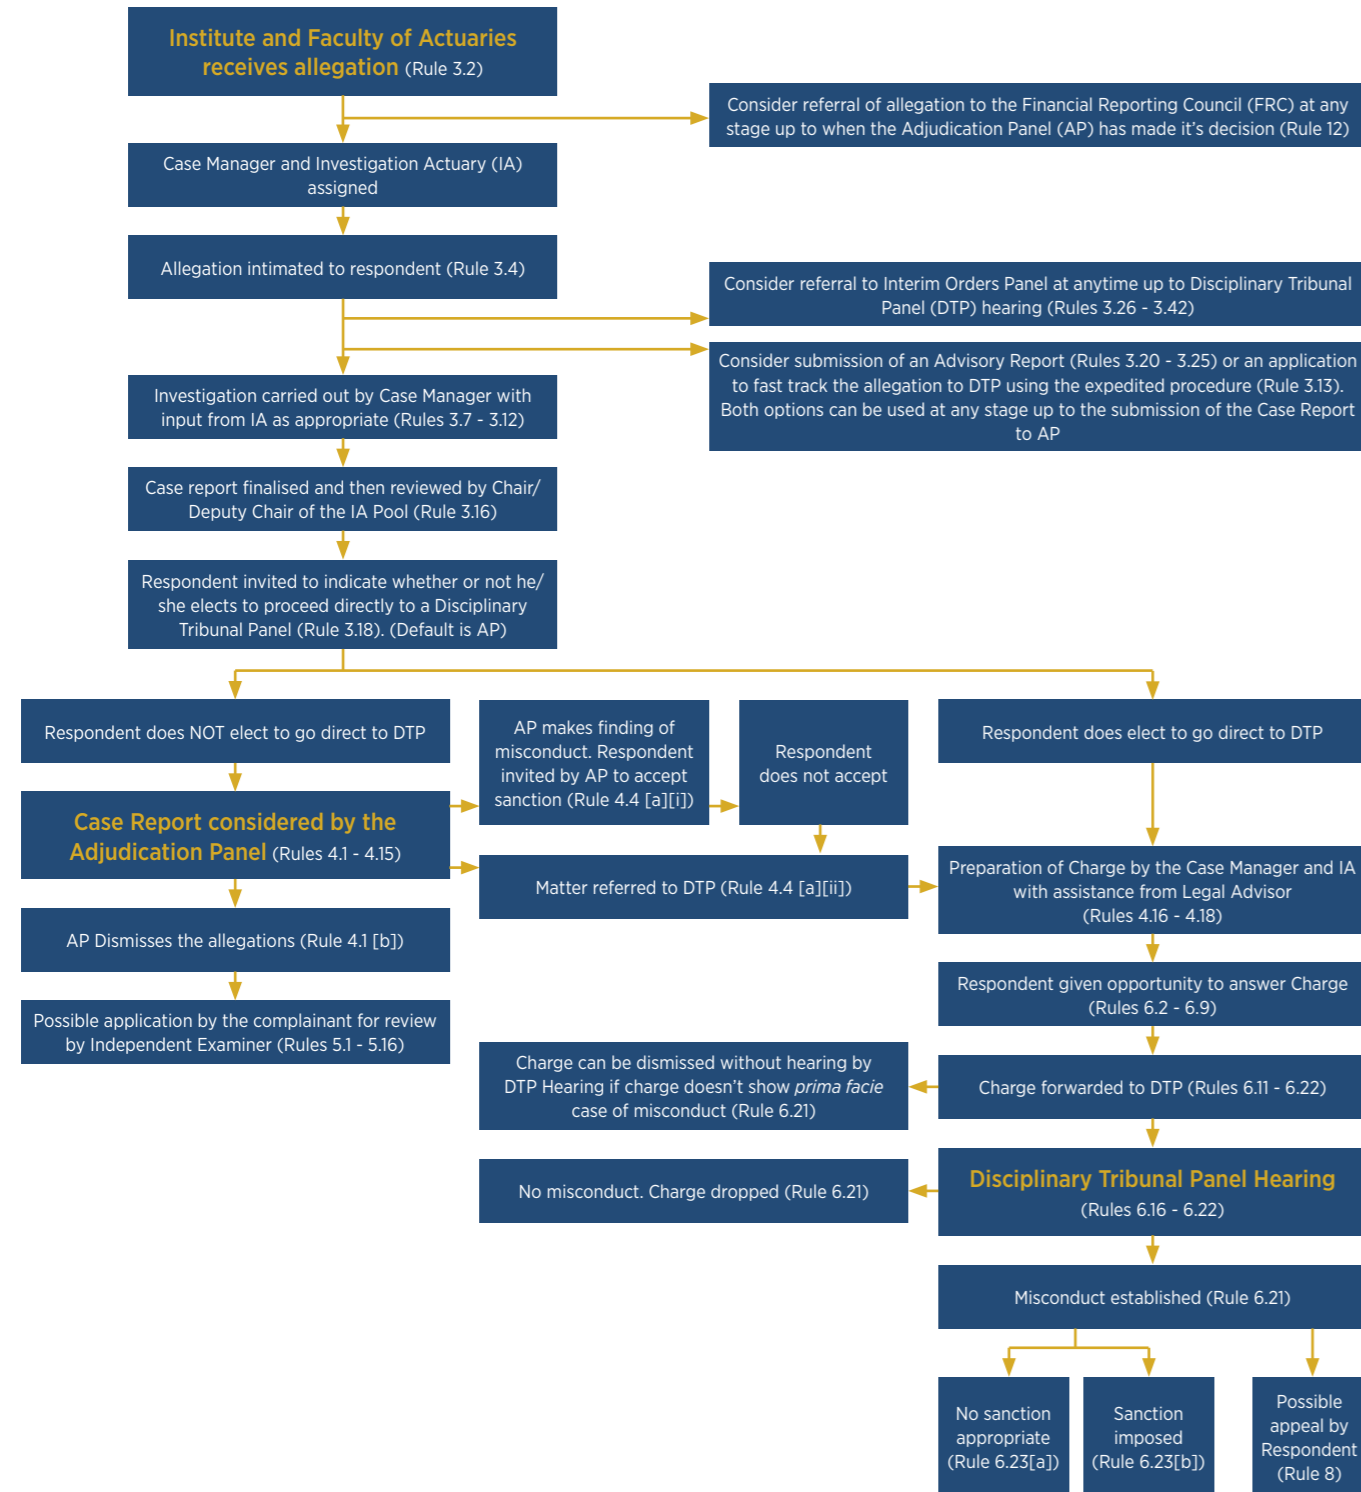 Institute and Faculty of Actuaries
receives allegation (Rule 3.2)
Consider referral of allegation to the Financial Reporting Council (FRC) at any
stage up to when the Adjudication Panel (AP) has made it's decision (Rule 12)
Case Manager and Investigation Actuary (IA)
assigned
Allegation intimated to respondent (Rule 3.4)
Consider referral to Interim Orders Panel at anytime up to Disciplinary Tribunal
Panel (DTP) hearing (Rules 3.26 - 3.42)
Consider submission of an Advisory Report (Rules 3.20 - 3.25) or an application
to fast track the allegation to DTP using the expedited procedure (Rule 3.13).
Both options can be used at any stage up to the submission of the Case Report
to AP
Investigation carried out by Case Manager with
input from IA as appropriate (Rules 3.7 - 3.12)
Case report finalised and then reviewed by Chair/
Deputy Chair of the IA Pool (Rule 3.16)
Respondent invited to indicate whether or not he/
she elects to proceed directly to a Disciplinary
Tribunal Panel (Rule 3.18). (Default is AP)
Respondent does NOT elect to go direct to DTP
AP makes finding of
misconduct. Respondent
invited by AP to accept
sanction (Rule 4.4 [a][i])
Respondent
does not accept
Respondent does elect to go direct to DTP
Case Report considered by the
Adjudication Panel (Rules 4.1 - 4.15)
Matter referred to DTP (Rule 4.4 [a][ii])
Preparation of Charge by the Case Manager and IA
with assistance from Legal Advisor
(Rules 4.16 - 4.18)
AP Dismisses the allegations (Rule 4.1 [b])
Respondent given opportunity to answer Charge
(Rules 6.2 - 6.9)
Possible application by the complainant for review
by Independent Examiner (Rules 5.1 - 5.16)
Charge can be dismissed without hearing by
DTP Hearing if charge doesn't show prima facie
case of misconduct (Rule 6.21)
Charge forwarded to DTP (Rules 6.11 - 6.22)
No misconduct. Charge dropped (Rule 6.21)
Disciplinary Tribunal Panel Hearing
(Rules 6.16 - 6.22)
Misconduct established (Rule 6.21)
No sanction
appropriate
(Rule 6.23[a])
Sanction
imposed
(Rule 6.23[b])
Possible
appeal by
Respondent
(Rule 8)